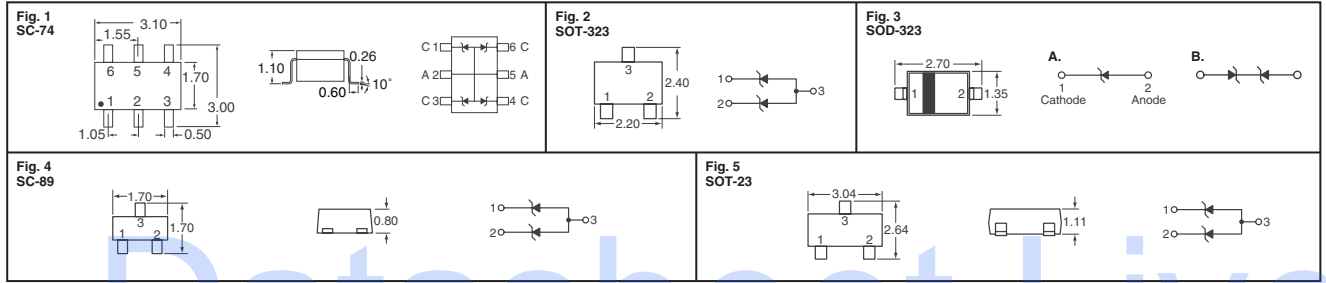 Fig. 1
SC-74
3.10
1.55
6 5 4
1 2 3
1.70
3.00
1.05
0.50
1.10
0.26
0.60
10°
C 1 6 C
A 2 5 A
C 3 4 C
Fig. 2
SOT-323
3
1 2
2.40
2.20
1
2
3
Fig. 3
SOD-323
2.70
1 2
1.35
A.
1 2
Cathode Anode
B.
Fig. 4
SC-89
1.70
3
1 2
1.70
0.80
1
2
3
Fig. 5
SOT-23
3.04
3
1 2
2.64
1.11
1
2
3
Datasheet Live